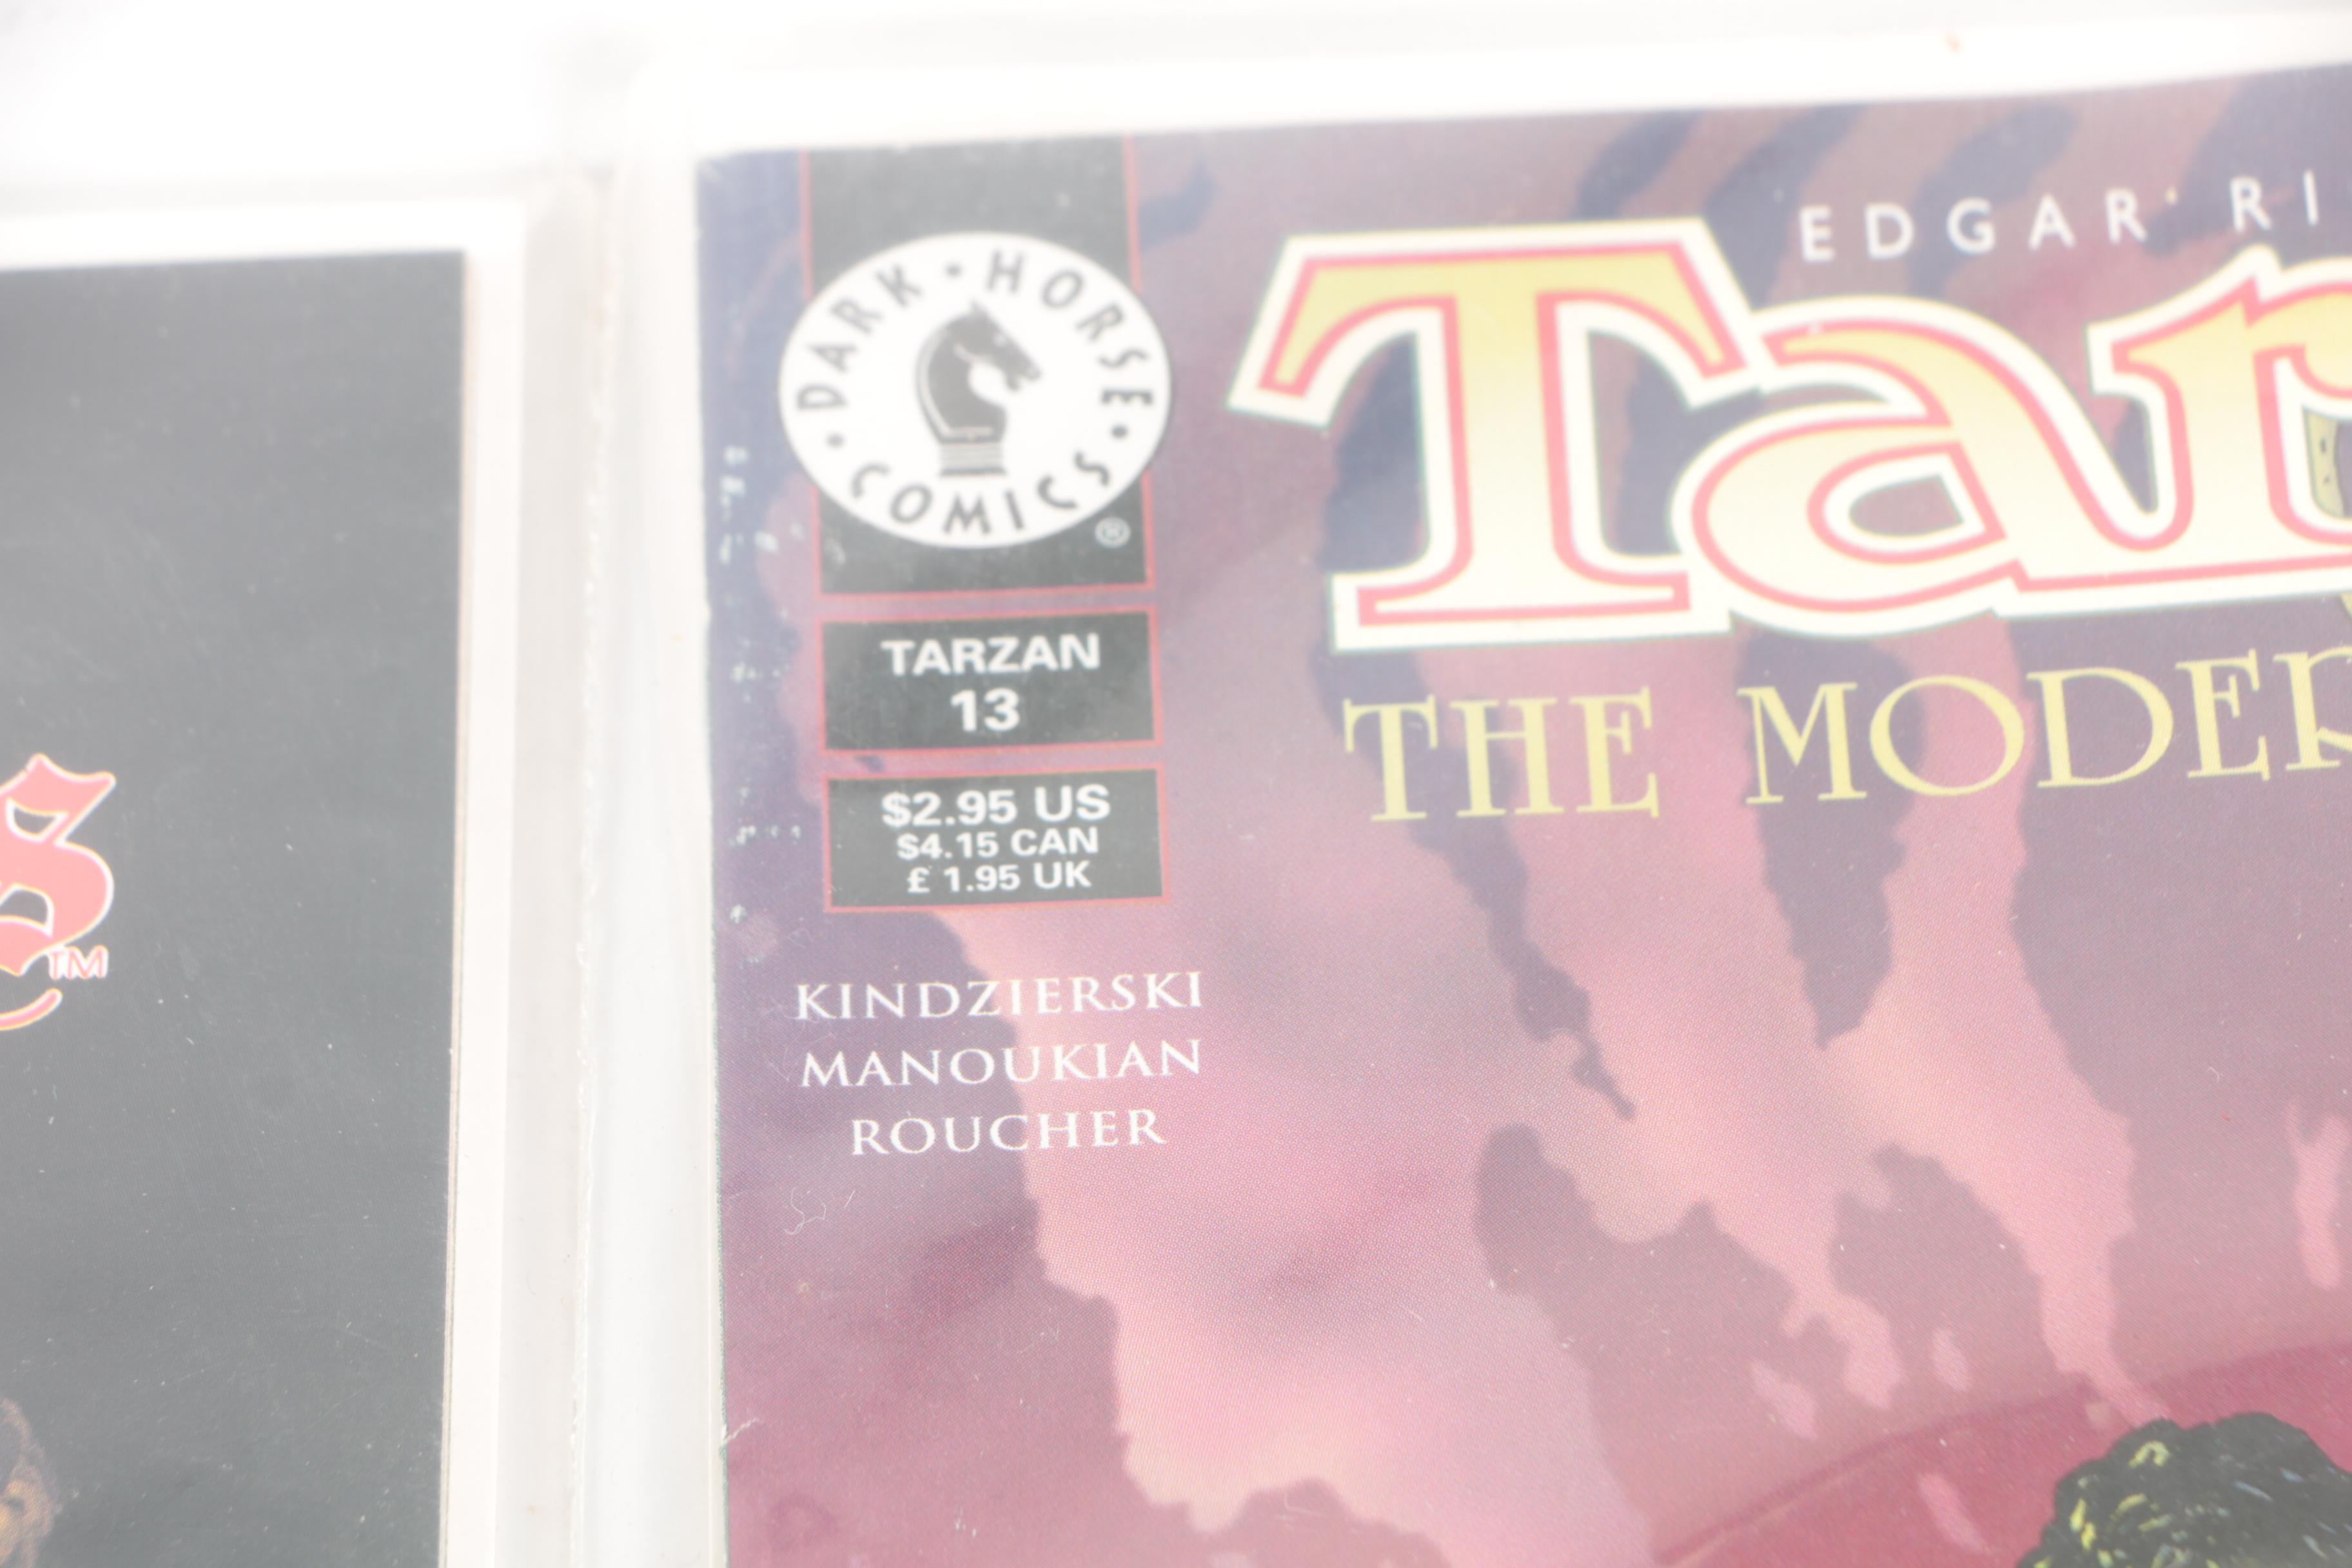 S
TM
DARK • HORSE
• COMICS •
®
TARZAN
13
$2.95 US
$4.15 CAN
£ 1.95 UK
KINDZIERSKI
MANOUKIAN
ROUCHER
EDGAR RI
Tar
THE MODER